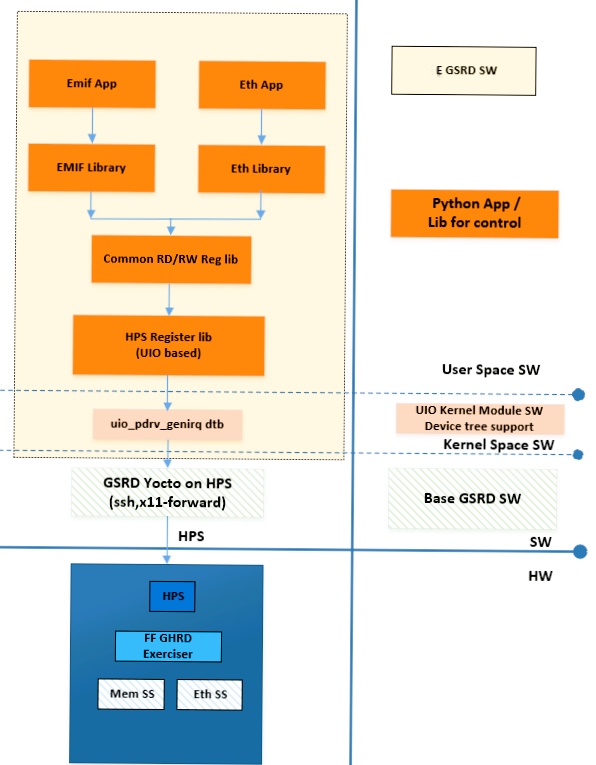 Emif App
Eth App
E GSRD SW
EMIF Library
Eth Library
Python App /
Lib for control
Common RD/RW Reg lib
HPS Register lib
(UIO based)
User Space SW
uio_pdrv_genirq dtb
UIO Kernel Module SW
Device tree support
Kernel Space SW
GSRD Yocto on HPS
(ssh,x11-forward)
Base GSRD SW
HPS
SW
HW
HPS
FF GHRD
Exerciser
Mem SS
Eth SS